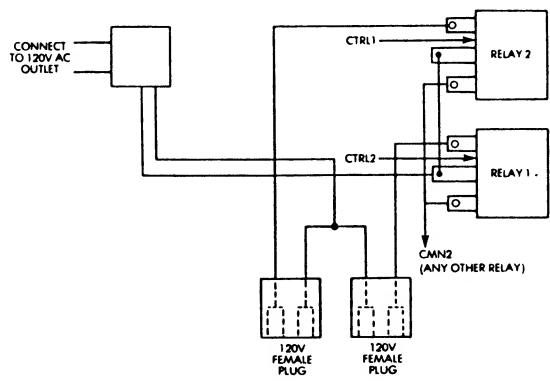 CONNECT
TO 120V AC
OUTLET
CTRL1
RELAY 2
CTRL2
RELAY 1
CMN2
(ANY OTHER RELAY)
120V
FEMALE
PLUG
120V
FEMALE
PLUG